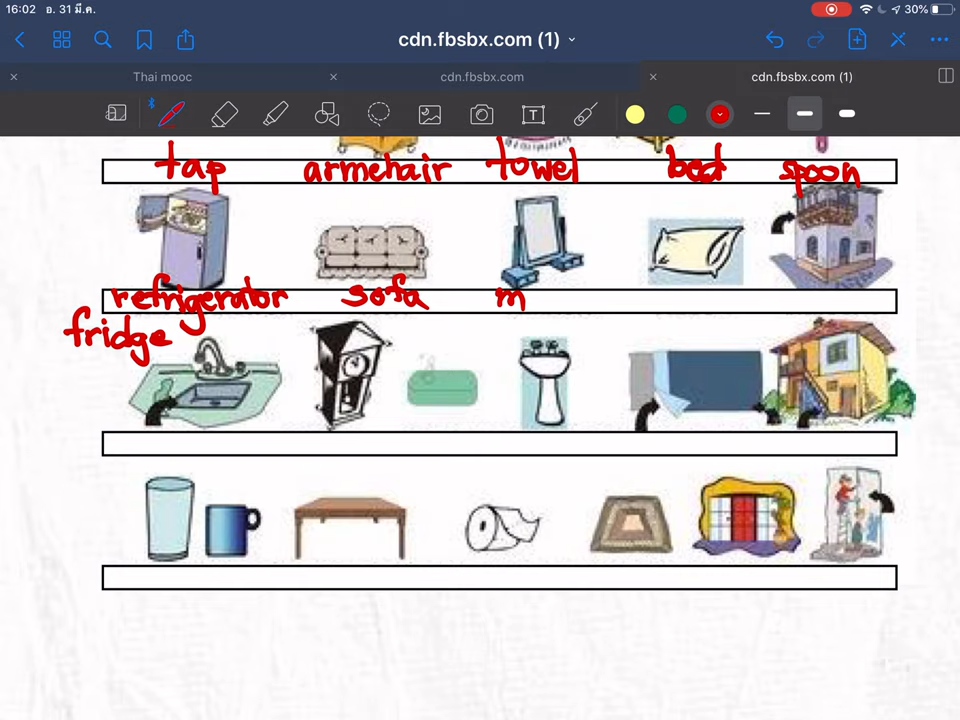 16:02 อ. 31 มี.ค. 30%
cdn.fbsbx.com (1)
Thai mooc cdn.fbsbx.com cdn.fbsbx.com (1)
T
tap armchair towel bed spoon
refrigerator sofa m
fridge